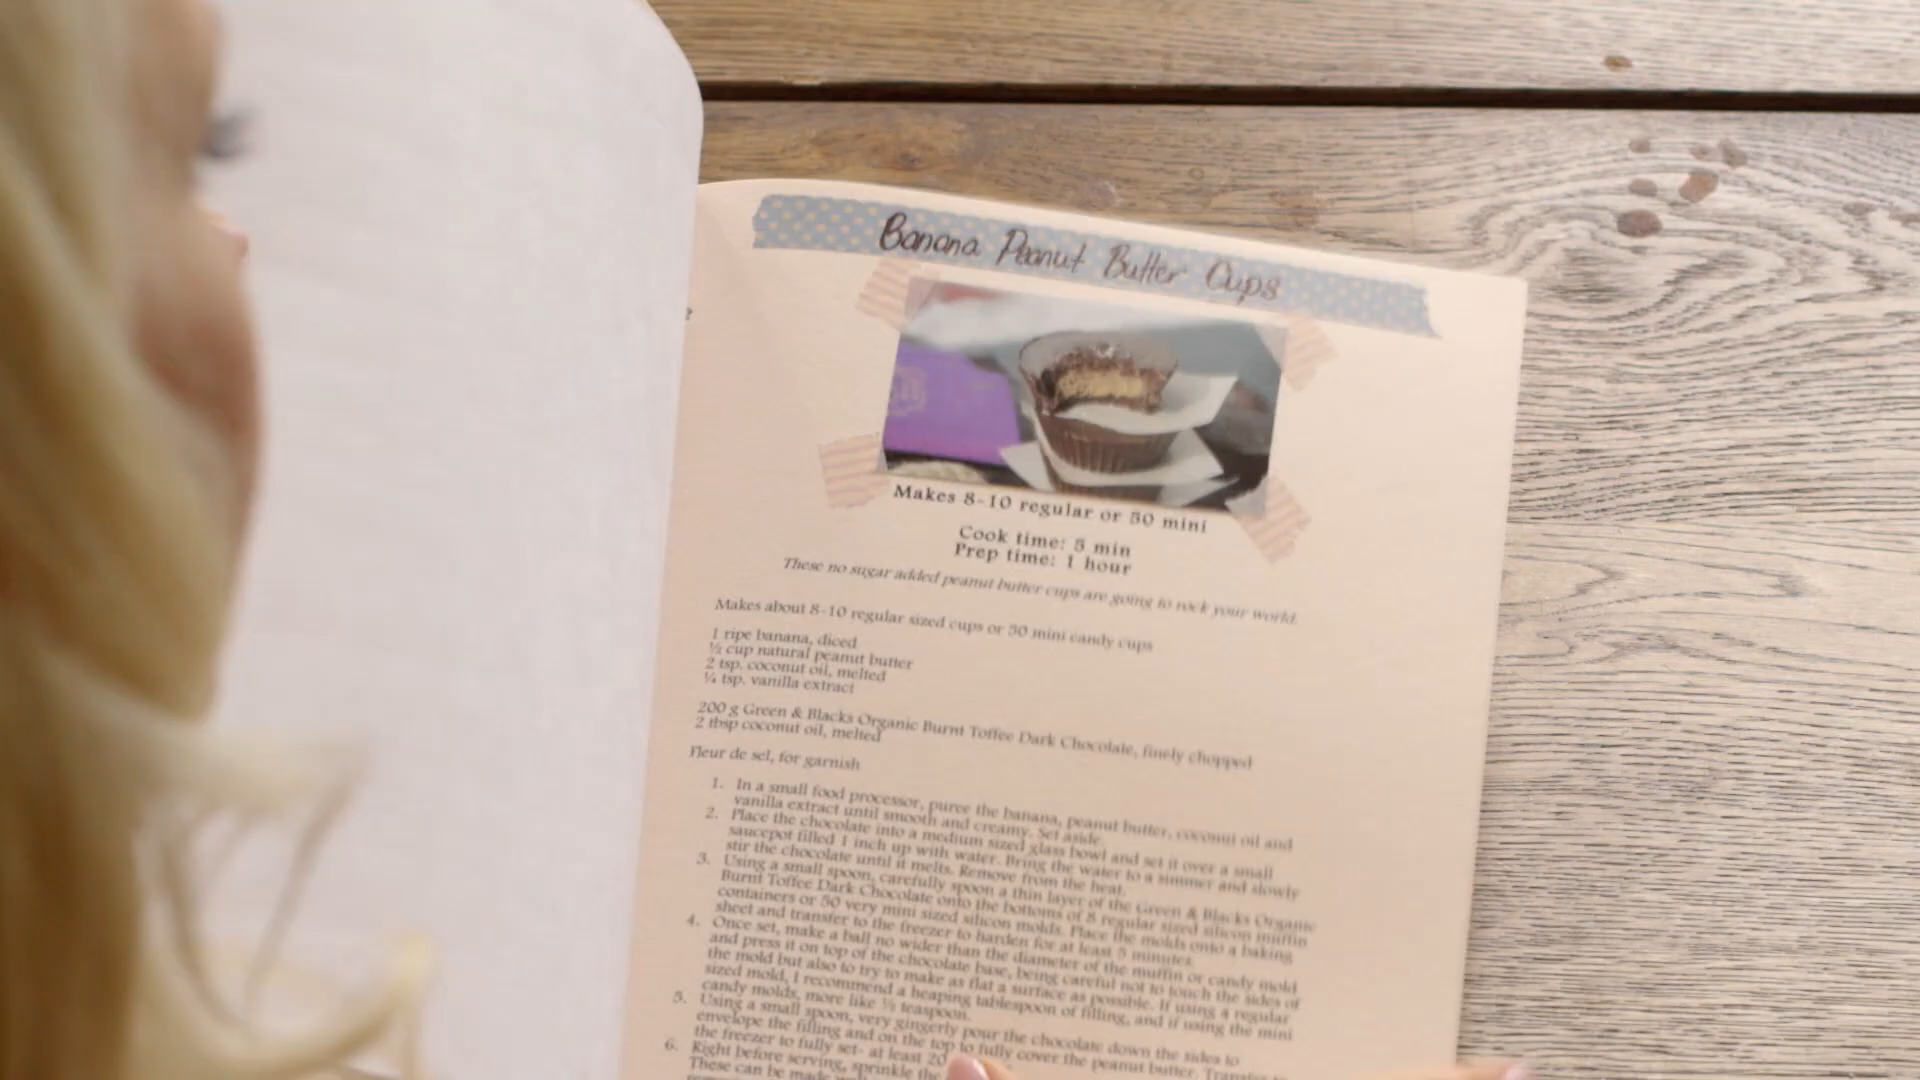 Banana Peanut Butter Cups
?
Makes 8-10 regular or 50 mini
Cook time: 5 min
Prep time: 1 hour
These no sugar added peanut butter cups are going to rock your world.
Makes about 8-10 regular sized cups or 50 mini candy cups
1 ripe banana, diced
½ cup natural peanut butter
2 tsp. coconut oil, melted
¼ tsp. vanilla extract
200 g Green & Blacks Organic Burnt Toffee Dark Chocolate, finely chopped
2 tbsp coconut oil, melted
Fleur de sel, for garnish
1. In a small food processor, puree the banana, peanut butter, coconut oil and
vanilla extract until smooth and creamy. Set aside.
2. Place the chocolate into a medium sized glass bowl and set it over a small
saucepot filled 1 inch up with water. Bring the water to a simmer and slowly
stir the chocolate until it melts. Remove from the heat.
3. Using a small spoon, carefully spoon a thin layer of the Green & Blacks Organic
Burnt Toffee Dark Chocolate onto the bottoms of 8 regular sized silicon muffin
containers or 50 very mini sized silicon molds. Place the molds onto a baking
sheet and transfer to the freezer to harden for at least 5 minutes.
4. Once set, make a ball no wider than the diameter of the muffin or candy mold
and press it on top of the chocolate base, being careful not to touch the sides of
the mold but also to try to make as flat a surface as possible. If using a regular
sized mold, I recommend a heaping tablespoon of filling, and if using the mini
candy molds, more like ½ teaspoon.
5. Using a small spoon, very gingerly pour the chocolate down the sides to
envelope the filling and on the top to fully cover the peanut butter. Transfer to
the freezer to fully set- at least 20
6. Right before serving, sprinkle the
These can be made